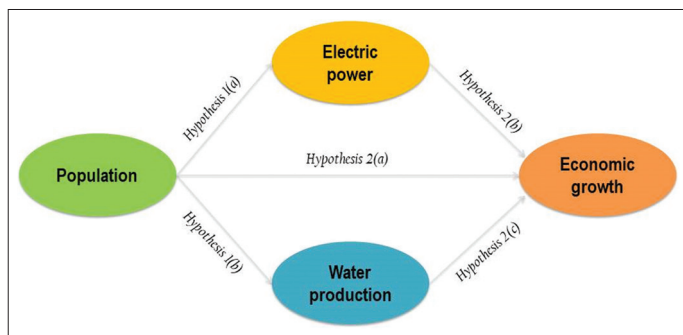 Electric
power
Hypothesis 1(a)
Hypothesis 2(b)
Population
Hypothesis 2(a)
Economic
growth
Hypothesis 1(b)
Hypothesis 2(c)
Water
production